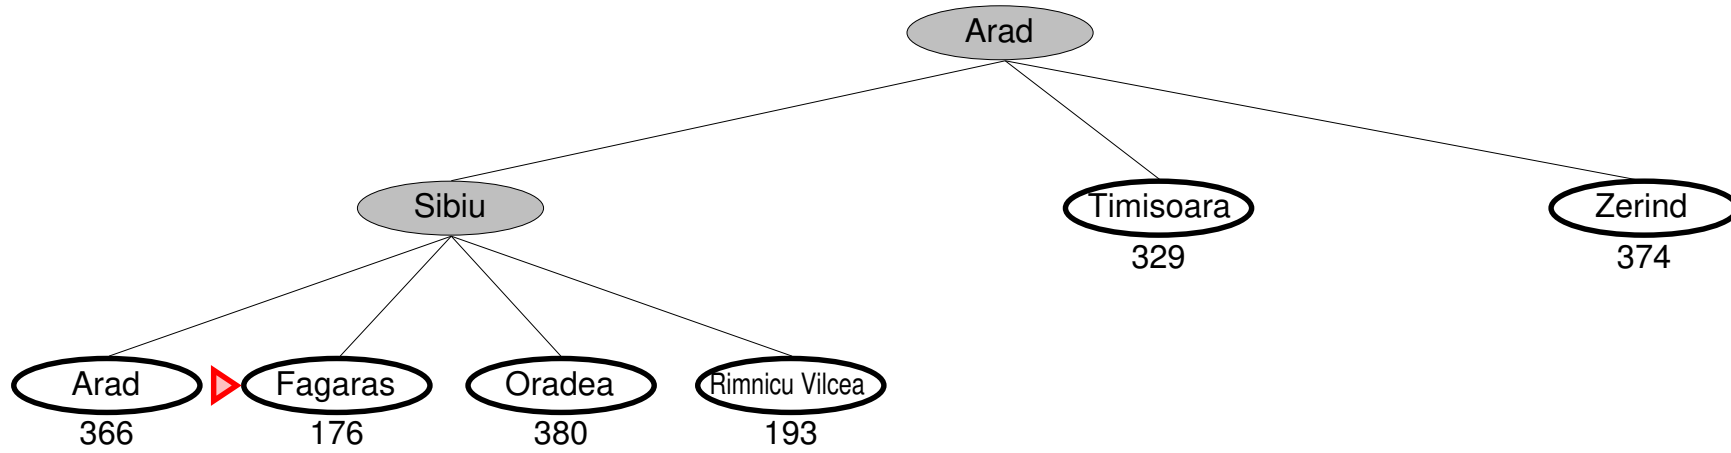 Arad
Sibiu
Timisoara
Zerind
329
374
Arad
Fagaras
Oradea
Rimnicu Vilcea
366
176
380
193